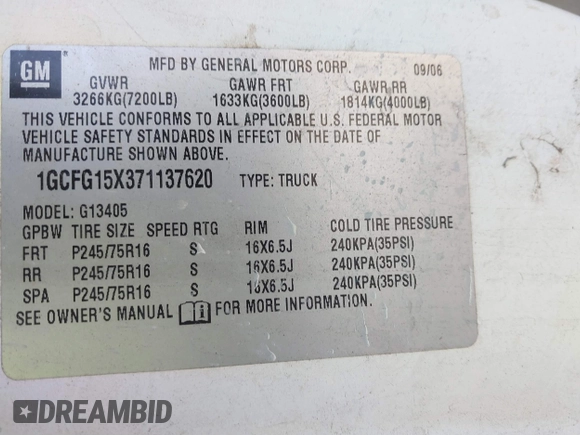 GM
®
MFD BY GENERAL MOTORS CORP. 09/06
GVWR GAWR FRT GAWR RR
3266KG(7200LB) 1633KG(3600LB) 1814KG(4000LB)
THIS VEHICLE CONFORMS TO ALL APPLICABLE U.S. FEDERAL MOTOR
VEHICLE SAFETY STANDARDS IN EFFECT ON THE DATE OF
MANUFACTURE SHOWN ABOVE.
1GCFG15X371137620 TYPE: TRUCK
MODEL: G13405
GPBW TIRE SIZE SPEED RTG RIM COLD TIRE PRESSURE
FRT P245/75R16 S 16X6.5J 240KPA(35PSI)
RR P245/75R16 S 16X6.5J 240KPA(35PSI)
SPA P245/75R16 S 16X6.5J 240KPA(35PSI)
SEE OWNER'S MANUAL FOR MORE INFORMATION.
DREAMBID